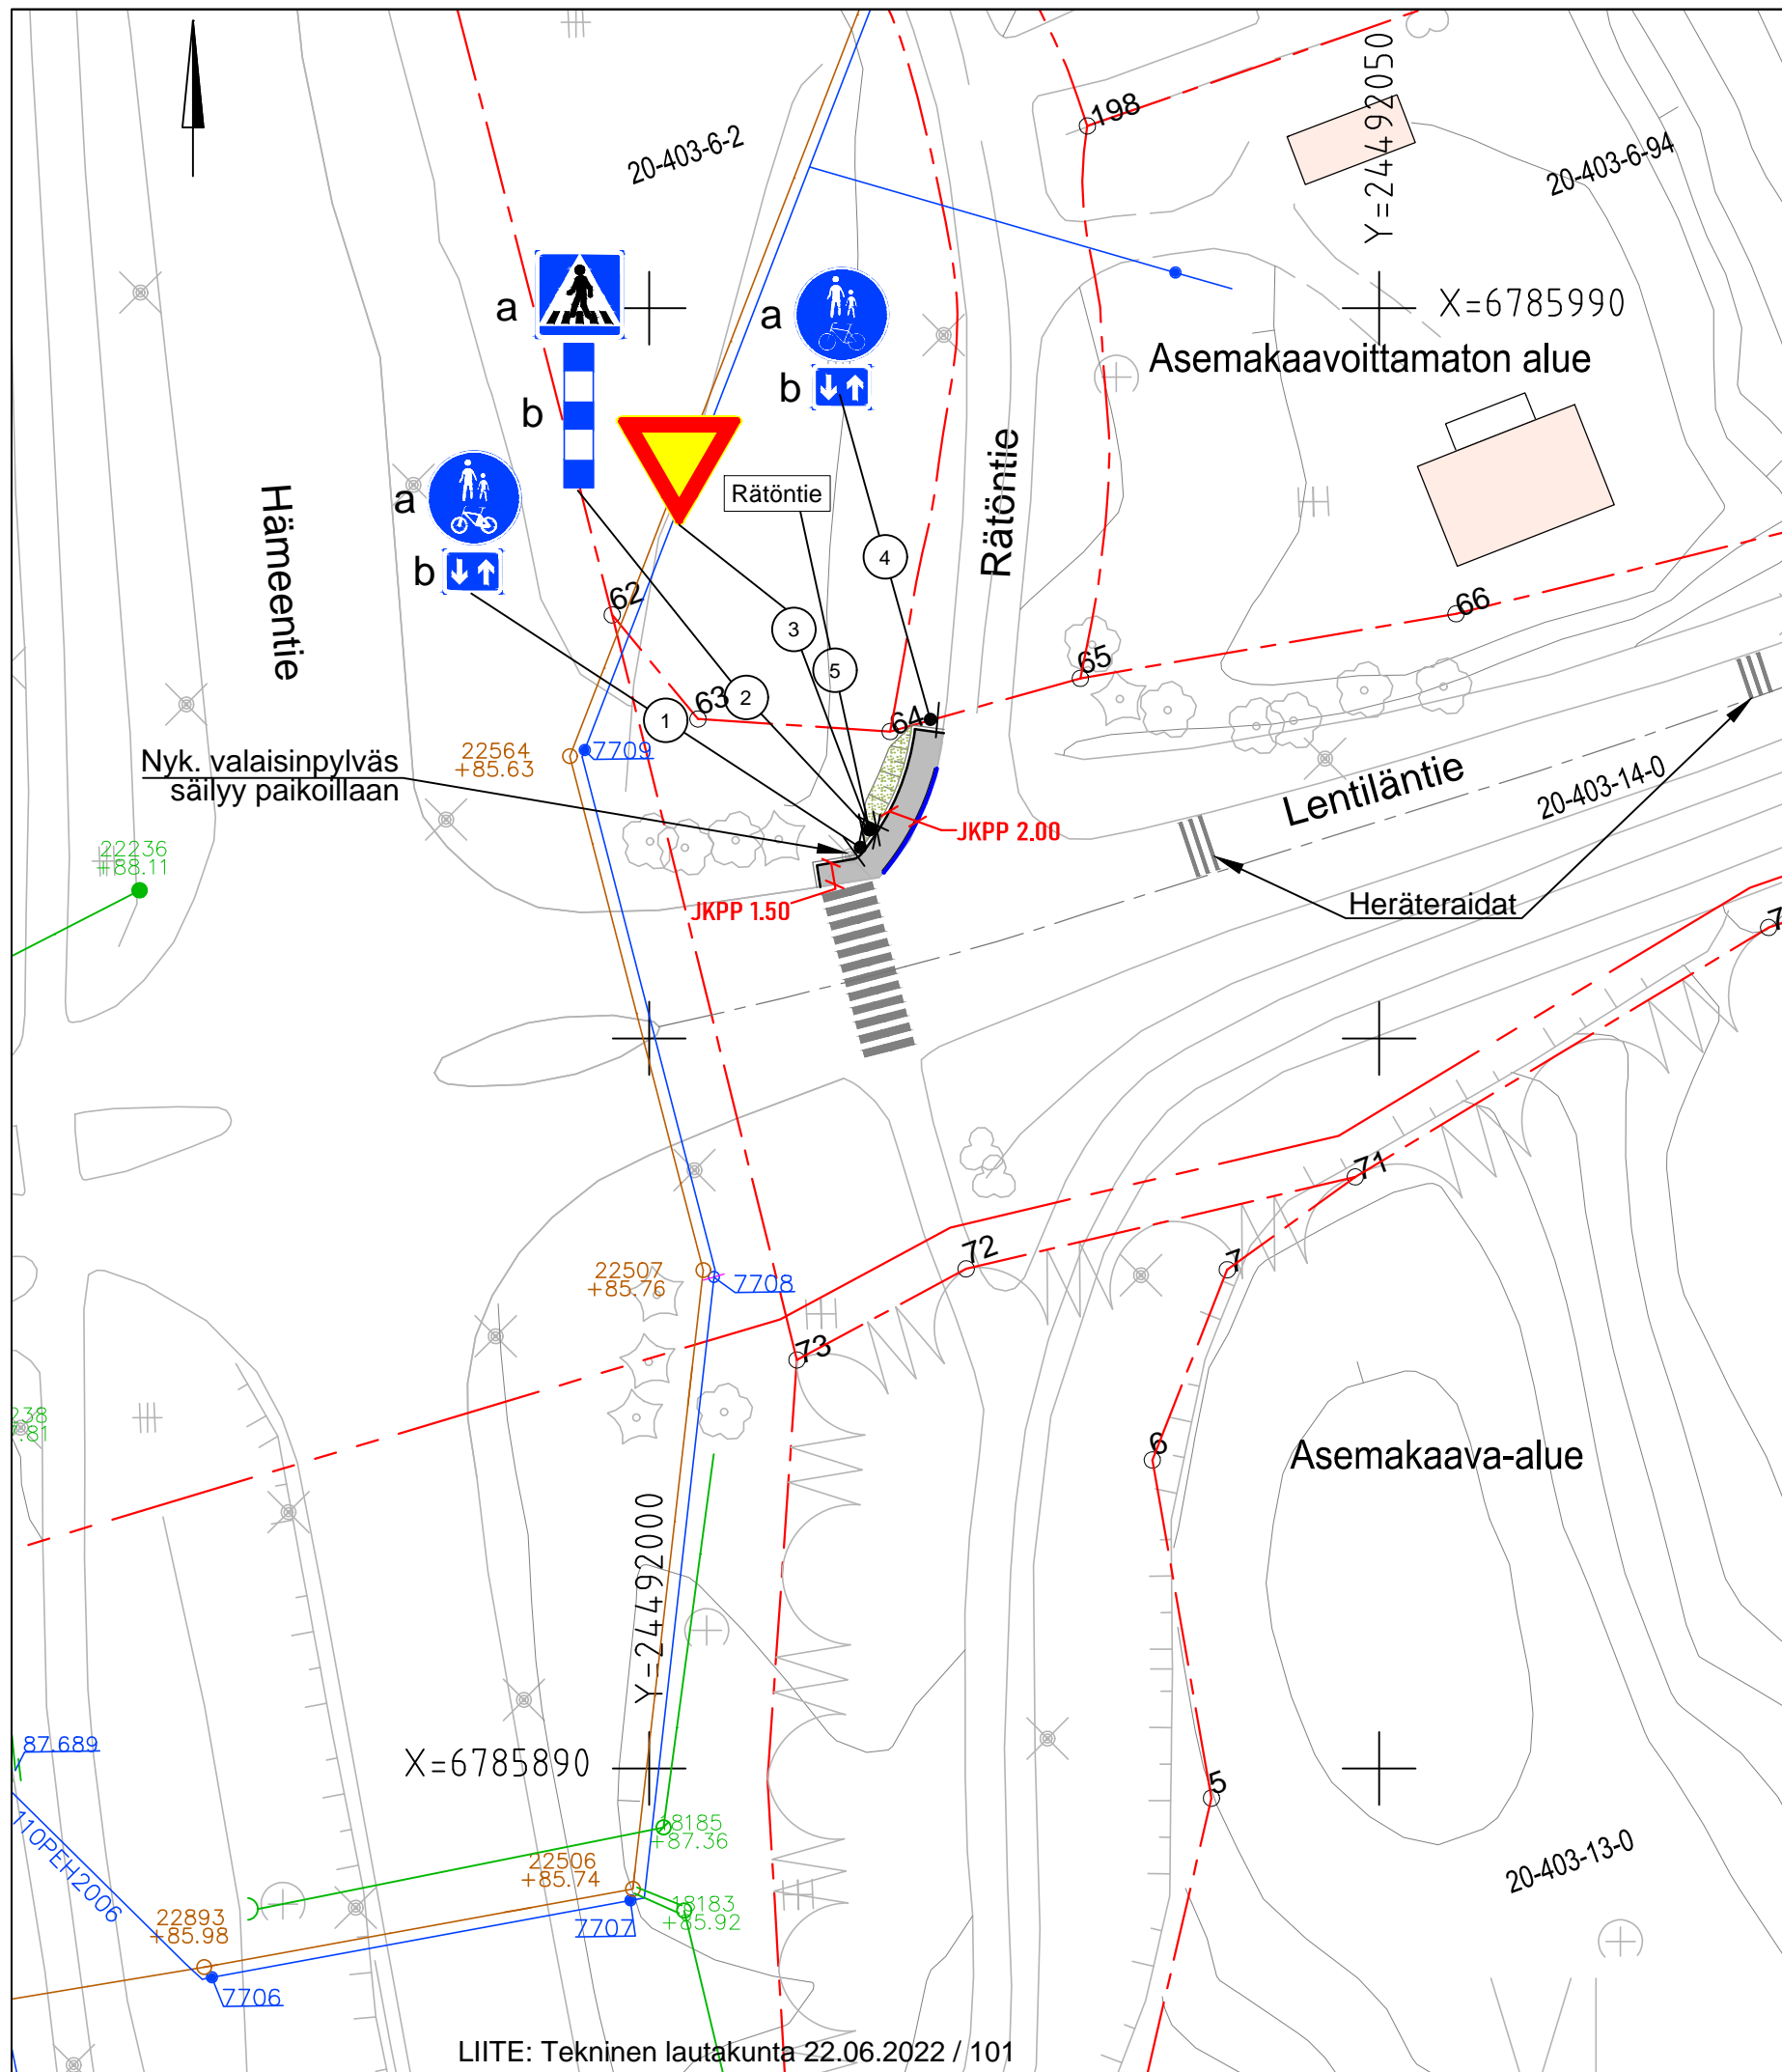 198
Y=24492050
20-403-6-2
20-403-6-94
a
a
X=6785990
Asemakaavoittamaton alue
b
b
Rätöntie
Rätöntie
Hämeentie
a
b
4
62
66
3
5
65
63
2
64
1
22564
+85.63
7709
Nyk. valaisinpylväs
säilyy paikoillaan
Lentiläntie
20-403-14-0
JKPP 2.00
22236
+88.11
JKPP 1.50
Heräteraidat
71
72
7
22507
+85.76
7708
73
6
Asemakaava-alue
Y=24492000
87.689
X=6785890
5
18185
+87.36
110PEH2006
22506
+85.74
18183
+85.92
20-403-13-0
22893
+85.98
7707
7706
LIITE: Tekninen lautakunta 22.06.2022 / 101